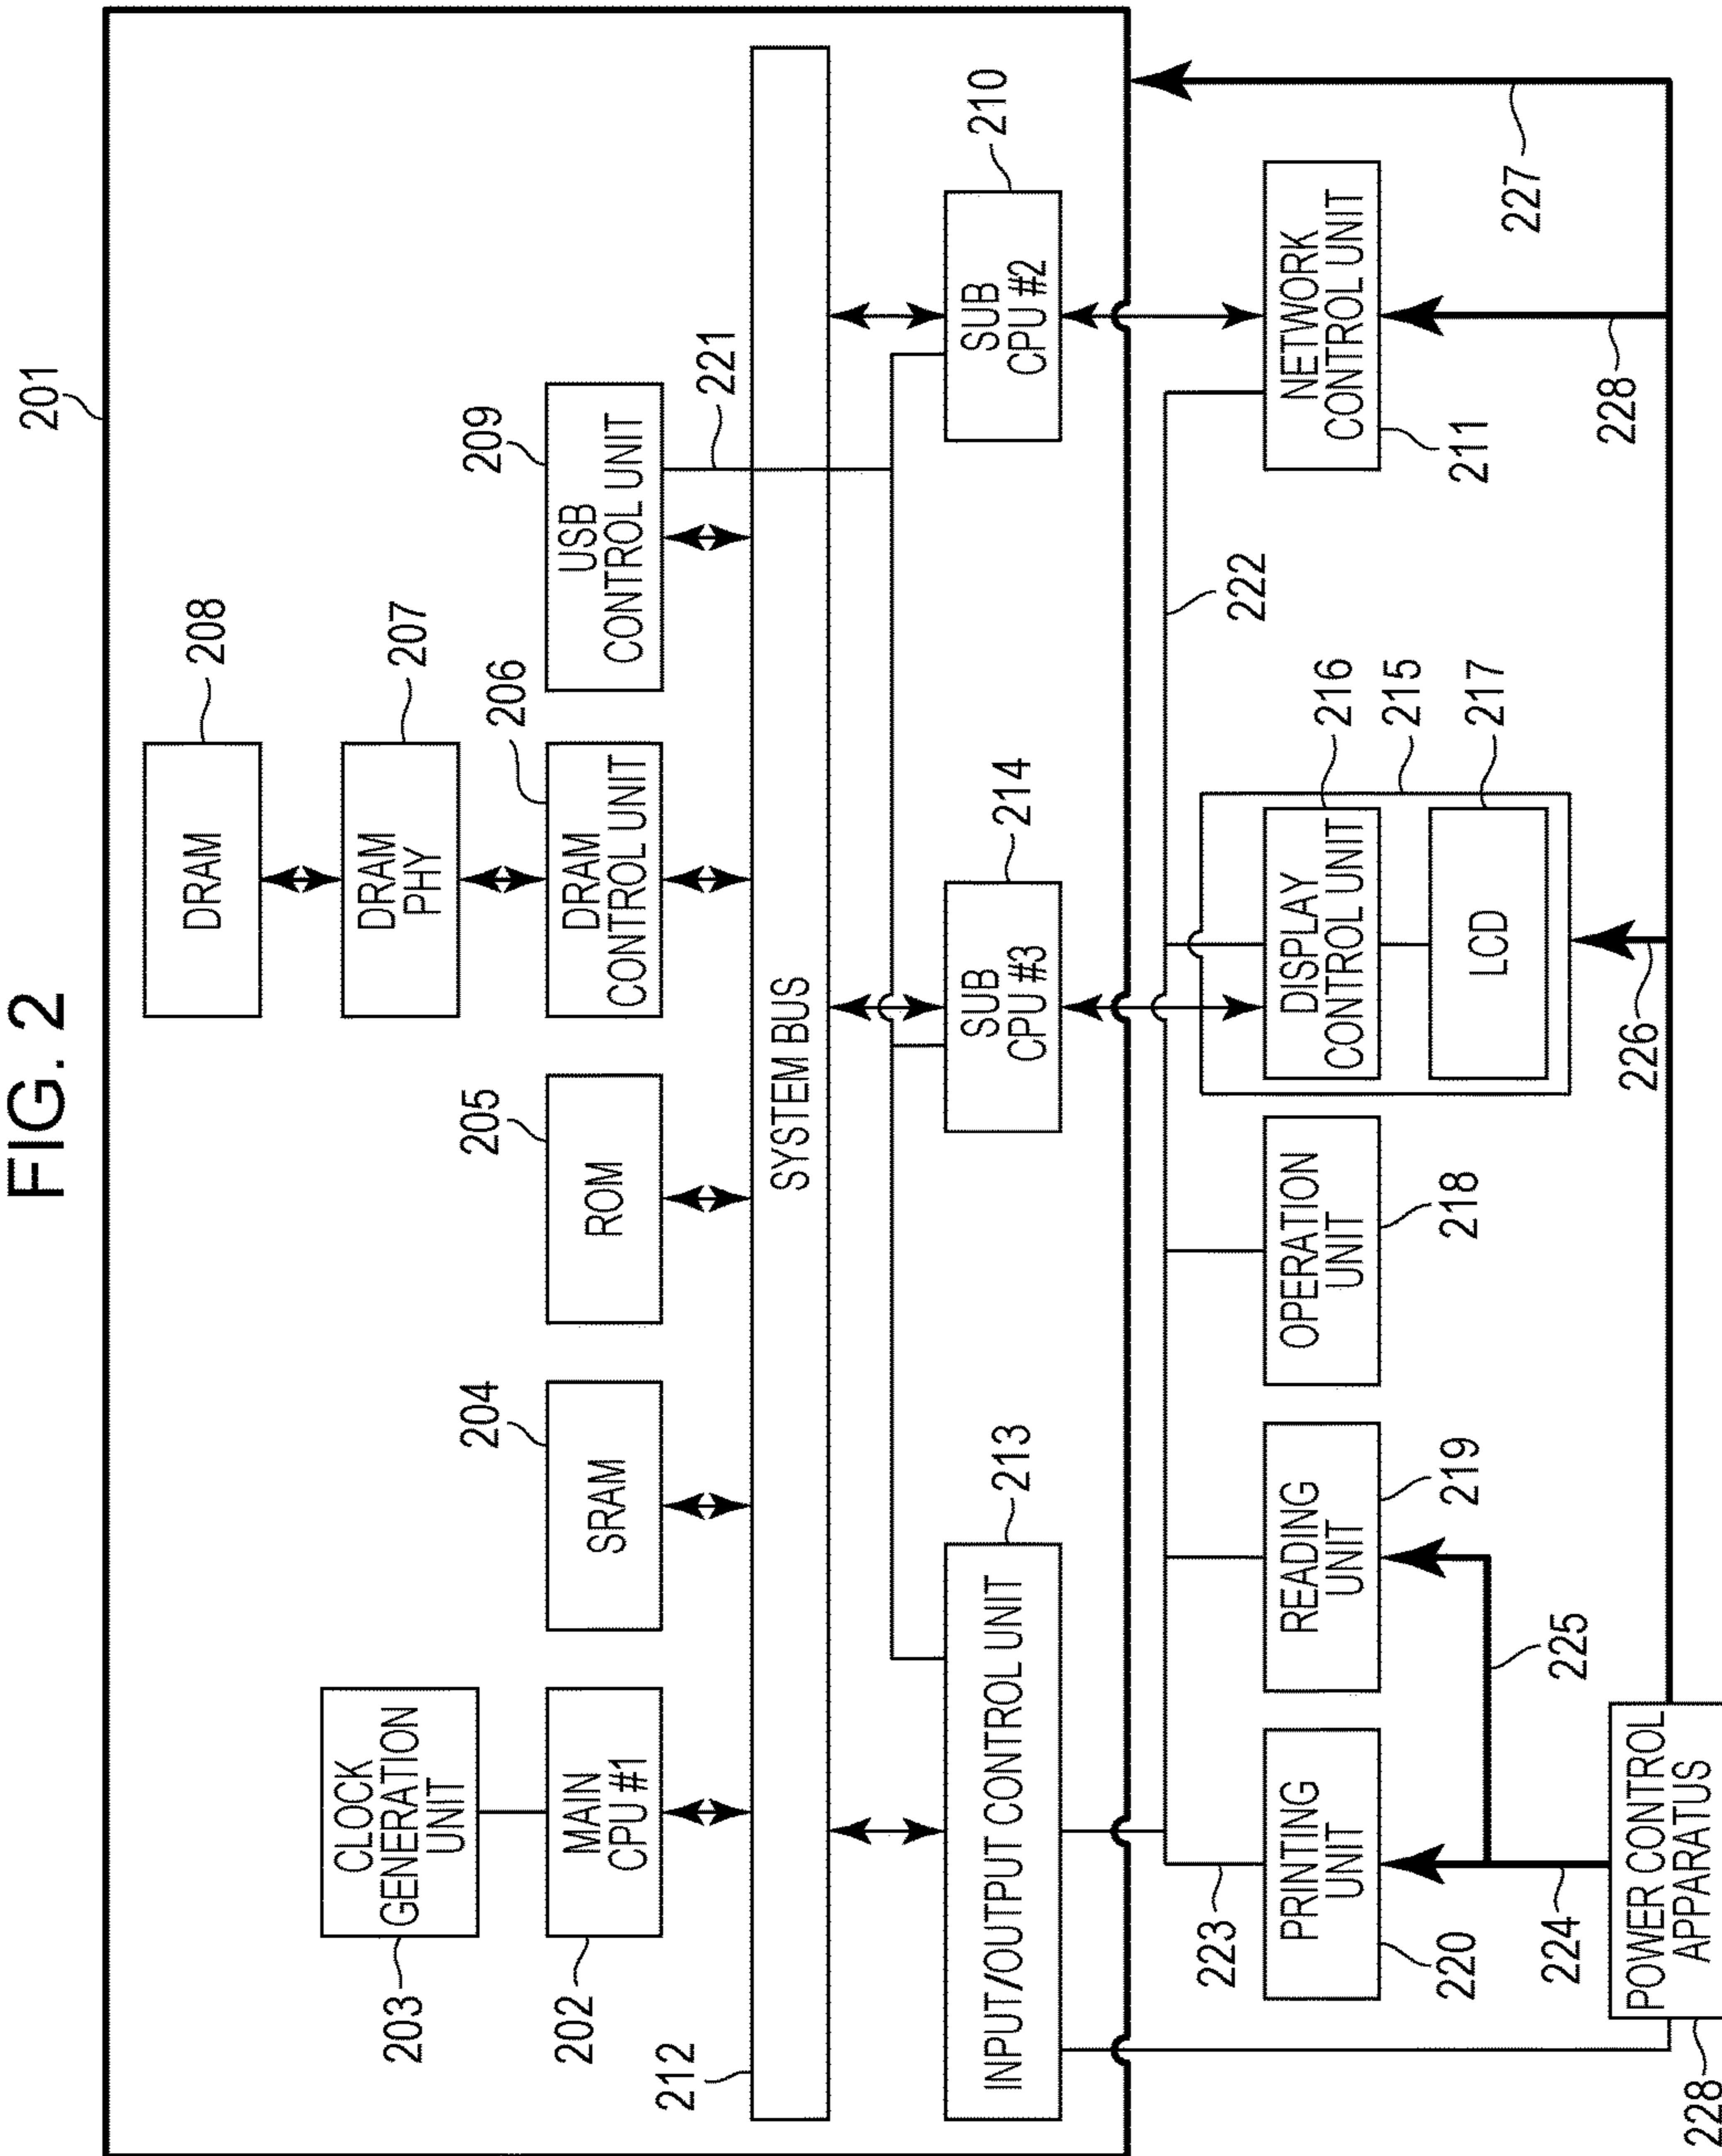 FIG. 2
201
208
DRAM
207
DRAM
PHY
203
CLOCK
GENERATION
UNIT
202
MAIN
CPU #1
204
SRAM
205
ROM
206
DRAM
CONTROL UNIT
209
USB
CONTROL UNIT
221
212
SYSTEM BUS
213
INPUT/OUTPUT CONTROL UNIT
214
SUB
CPU #3
210
SUB
CPU #2
222
223
220
PRINTING
UNIT
219
READING
UNIT
218
OPERATION
UNIT
216
DISPLAY
CONTROL UNIT
215
217
LCD
211
NETWORK
CONTROL UNIT
224
225
226
228
227
228
POWER CONTROL
APPARATUS